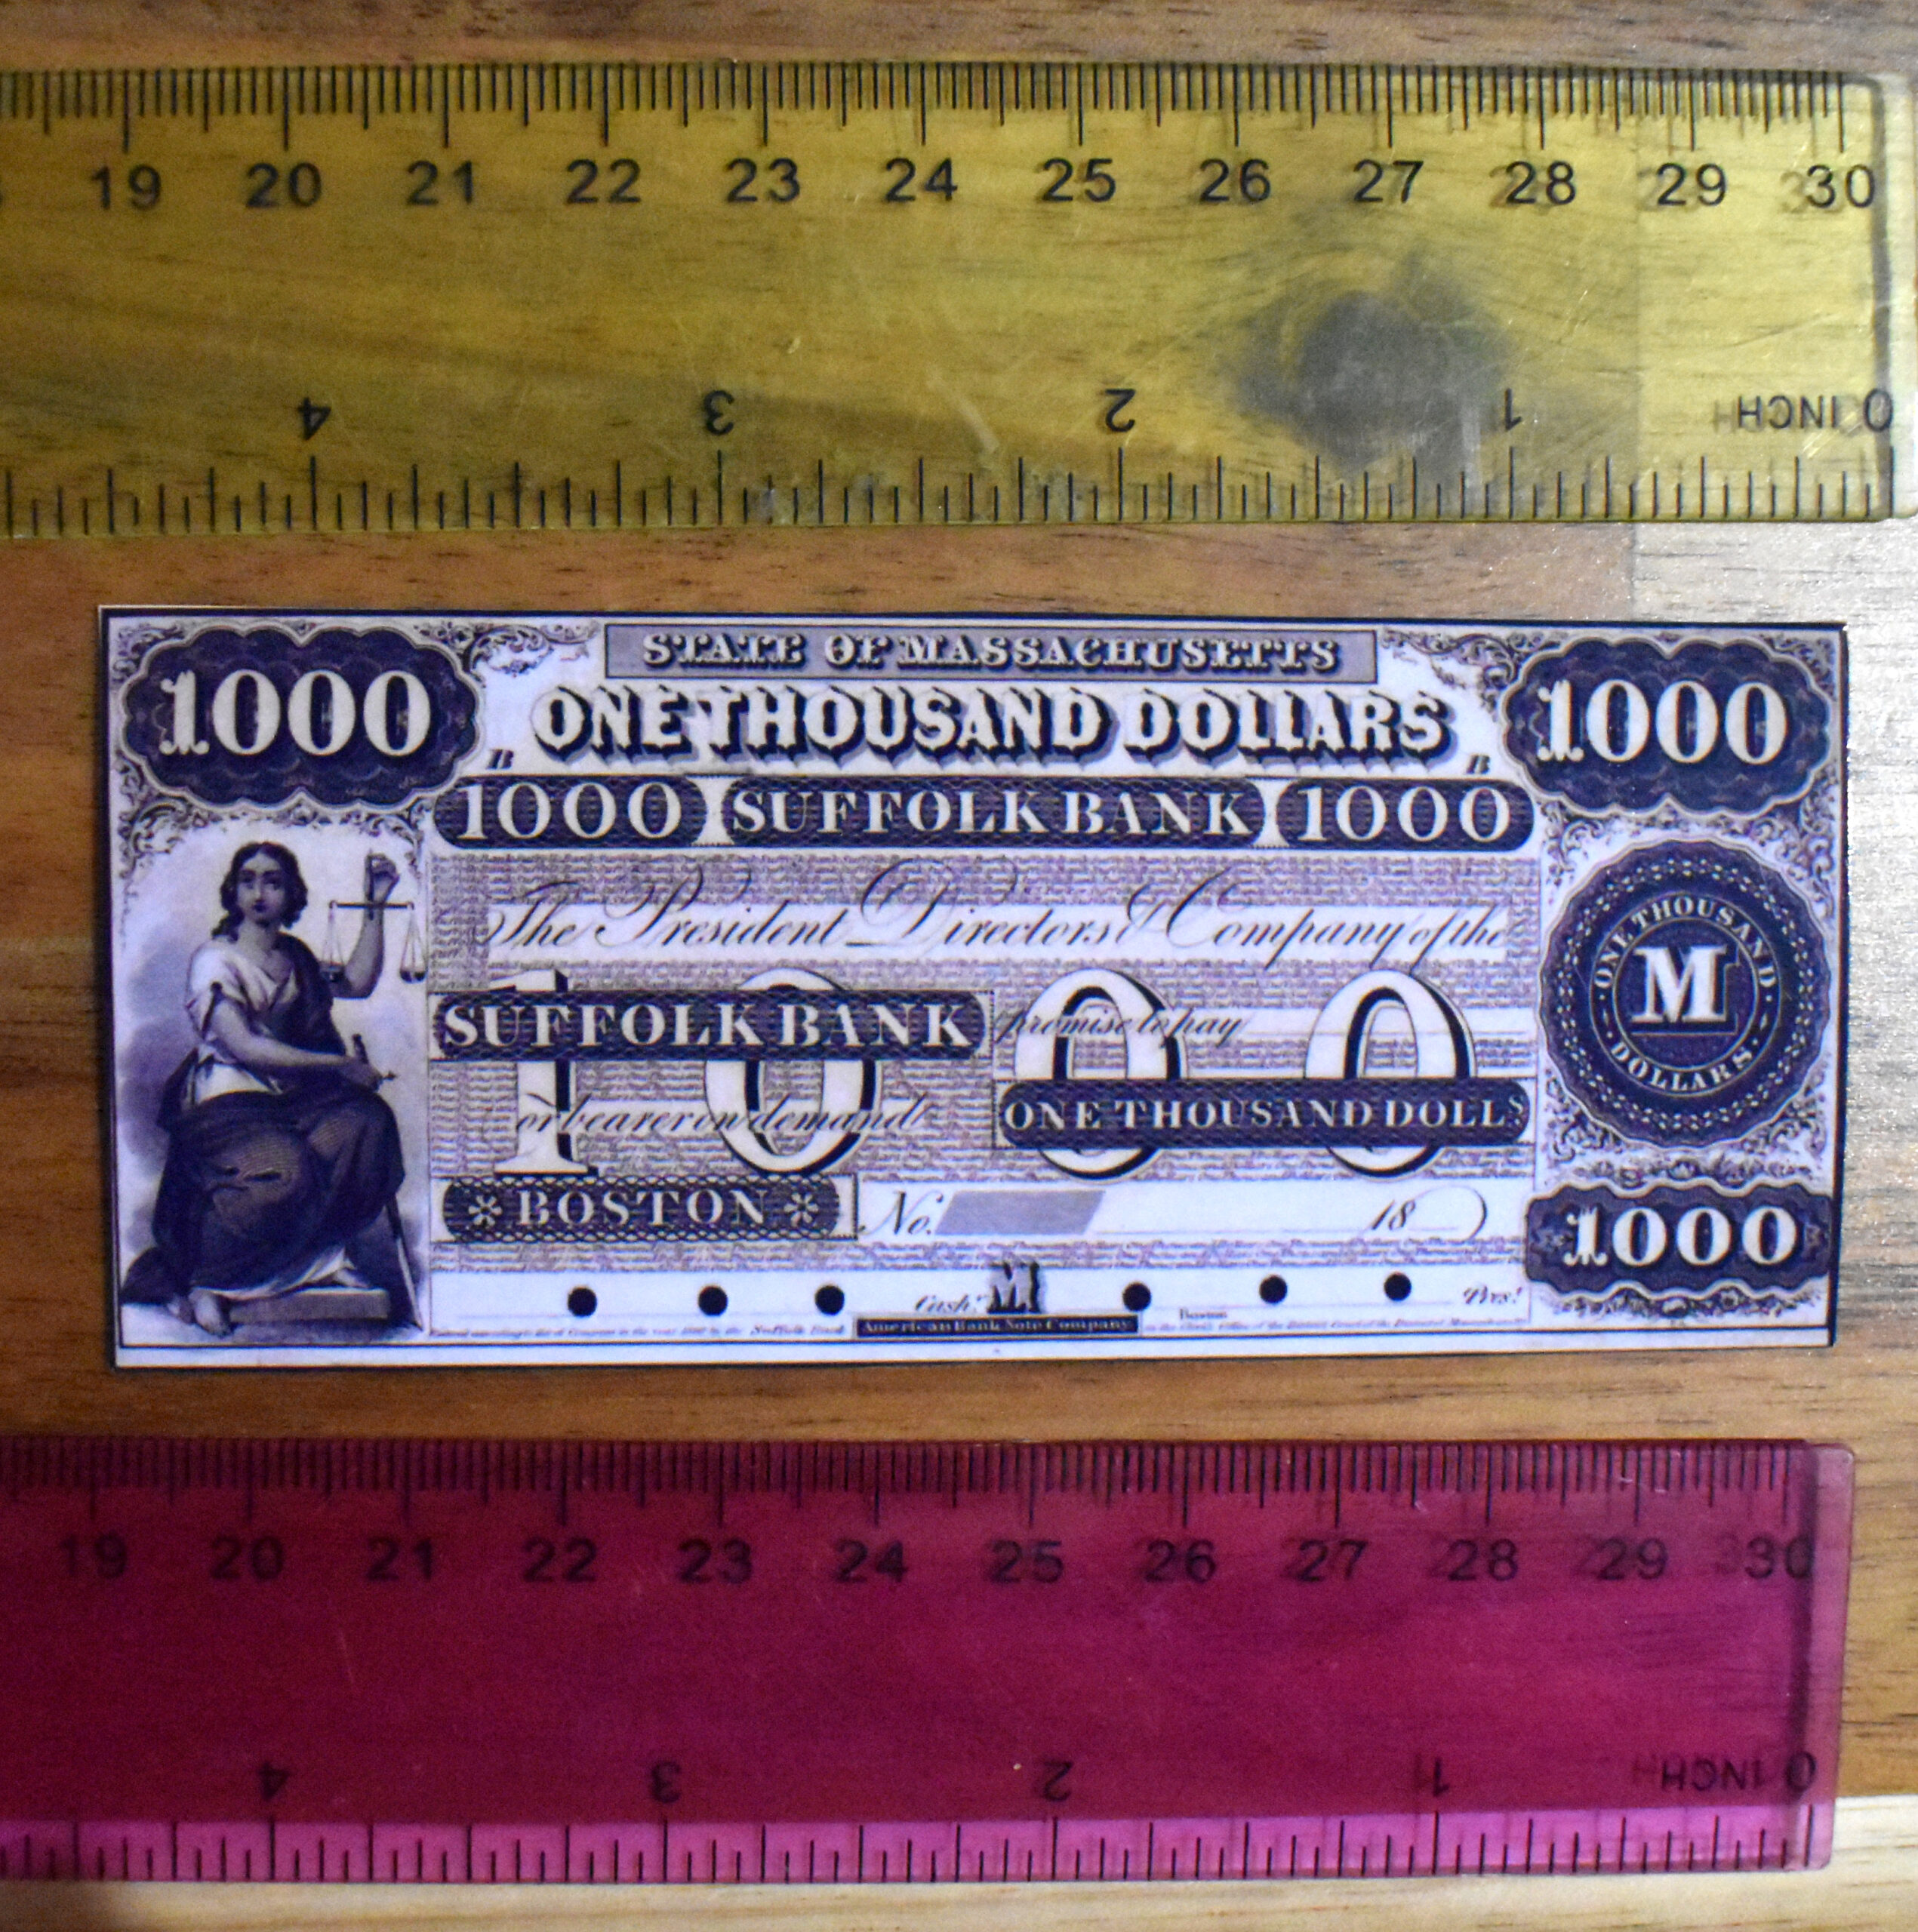 19 20 21 22 23 24 25 26 27 28 29 30
4 3 2 1 0 INCH
STATE OF MASSACHUSETTS
1000 ONE THOUSAND DOLLARS 1000
B B
1000 SUFFOLK BANK 1000
The President Directors & Company of the
ONE THOUSAND
M
DOLLARS
SUFFOLK BANK promise to pay
or bearer on demand ONE THOUSAND DOLLS
1000
BOSTON No. 18
1000
Cash.r M Pres.t
Boston
American Bank Note Company
19 20 21 22 23 24 25 26 27 28 29 30
4 3 2 1 0 INCH